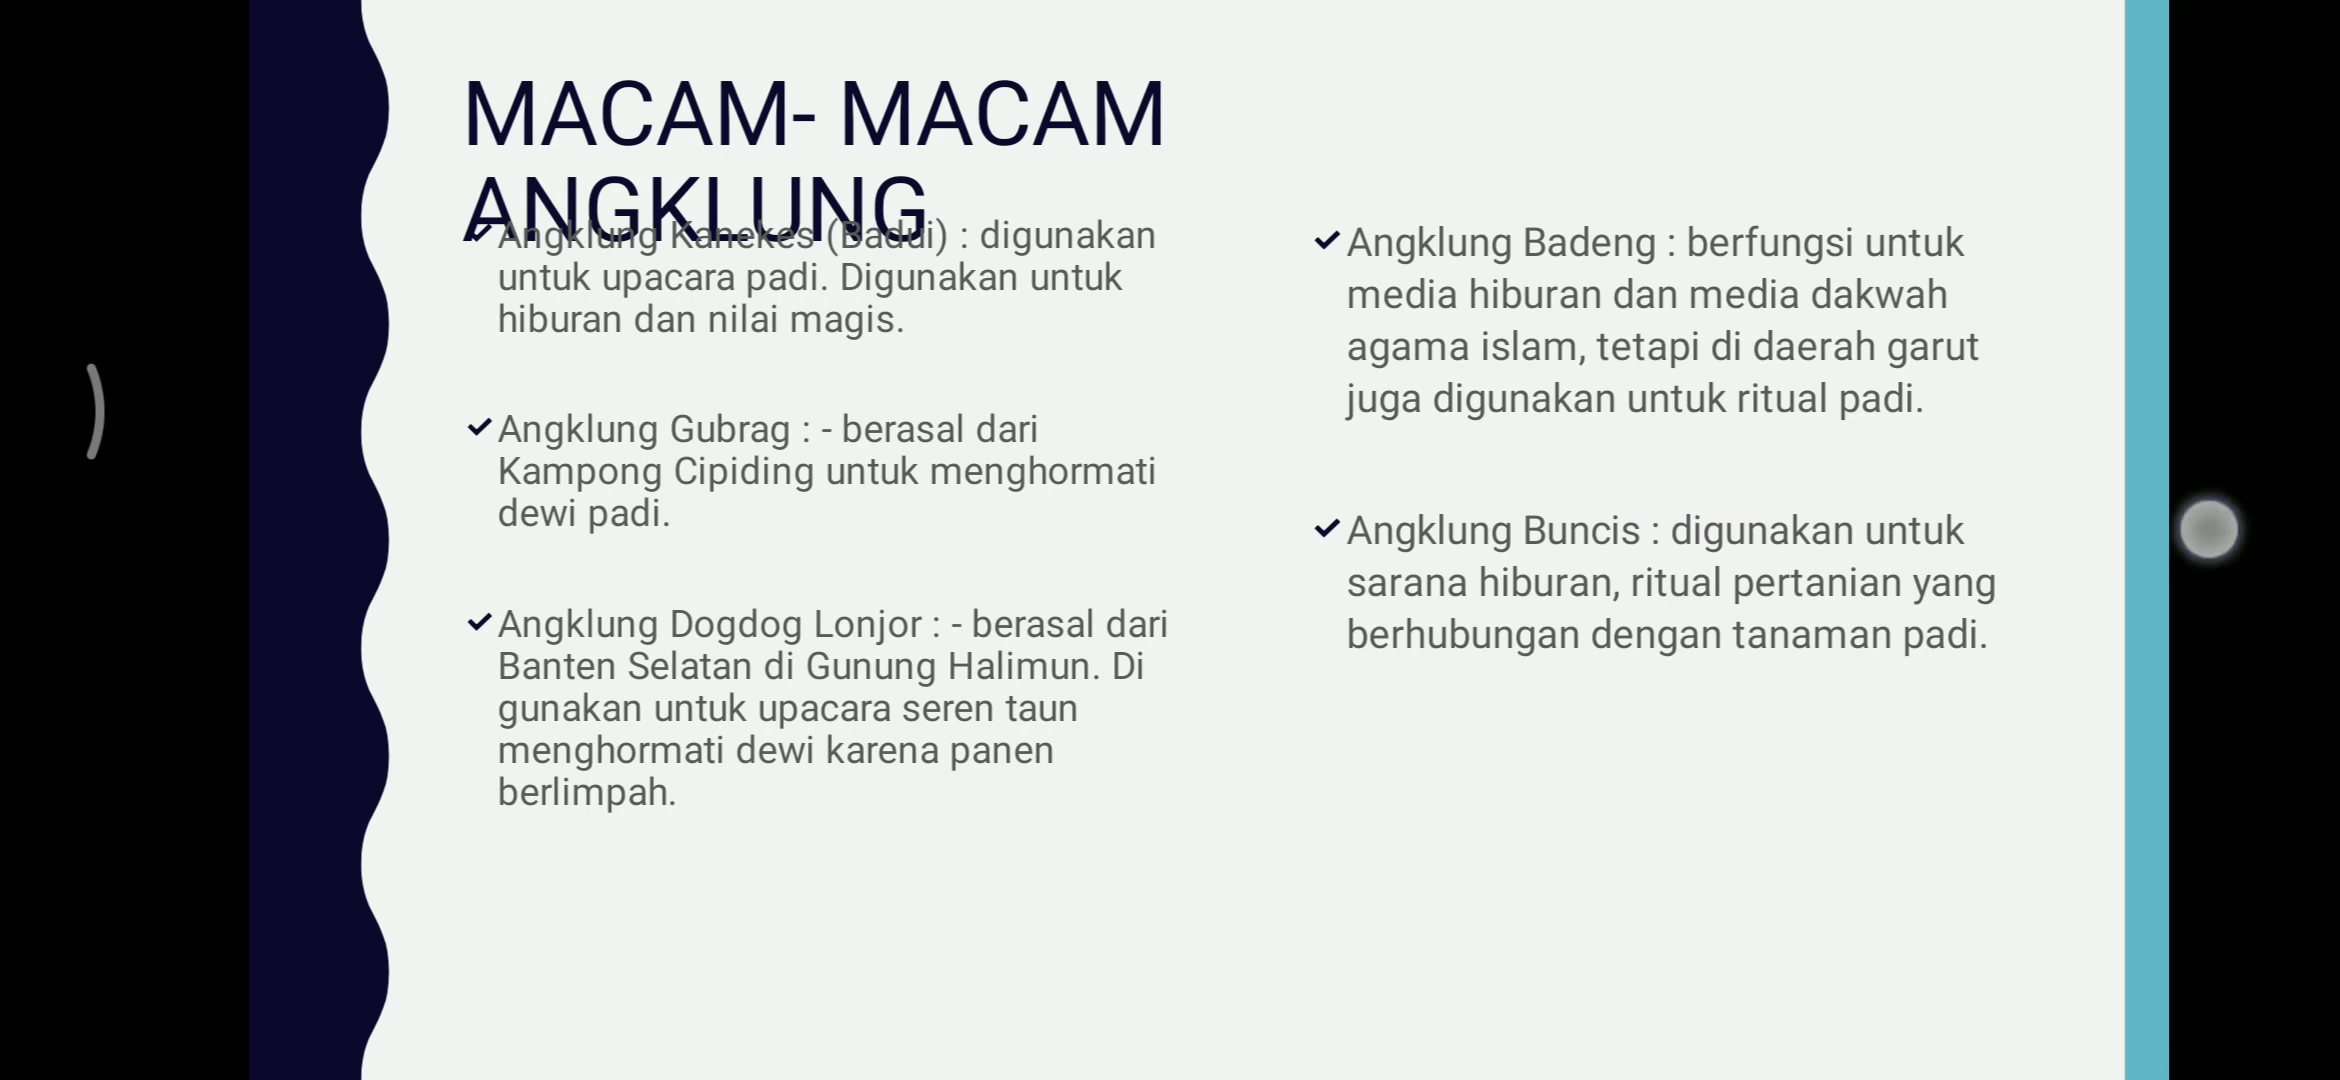 MACAM- MACAM
ANGKLUNG
Angklung Kanekes (Badui) : digunakan
untuk upacara padi. Digunakan untuk
hiburan dan nilai magis.
Angklung Gubrag : - berasal dari
Kampong Cipiding untuk menghormati
dewi padi.
Angklung Dogdog Lonjor : - berasal dari
Banten Selatan di Gunung Halimun. Di
gunakan untuk upacara seren taun
menghormati dewi karena panen
berlimpah.
Angklung Badeng : berfungsi untuk
media hiburan dan media dakwah
agama islam, tetapi di daerah garut
juga digunakan untuk ritual padi.
Angklung Buncis : digunakan untuk
sarana hiburan, ritual pertanian yang
berhubungan dengan tanaman padi.